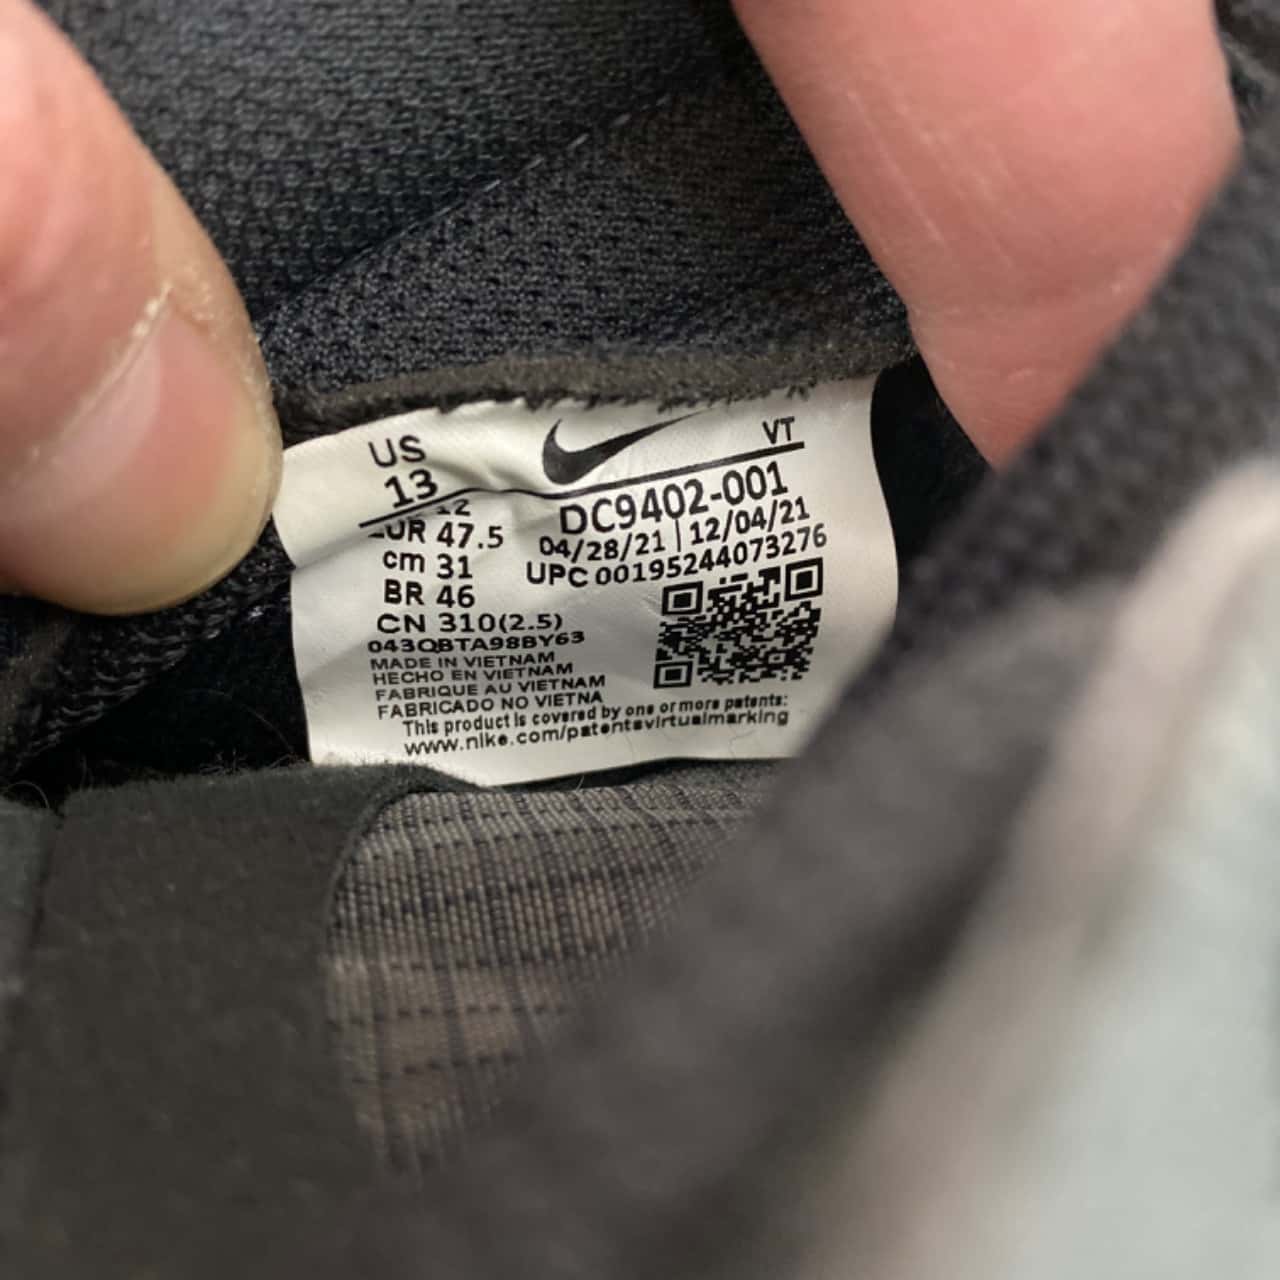 US
13
VT
12
DC9402-001
EUR 47.5
04/28/21 | 12/04/21
cm 31
UPC 00195244073276
BR 46
CN 310(2.5)
043QBTA98BY63
MADE IN VIETNAM
HECHO EN VIETNAM
FABRIQUE AU VIETNAM
FABRICADO NO VIETNA
This product is covered by one or more patents:
www.nike.com/patentsvirtualmarking